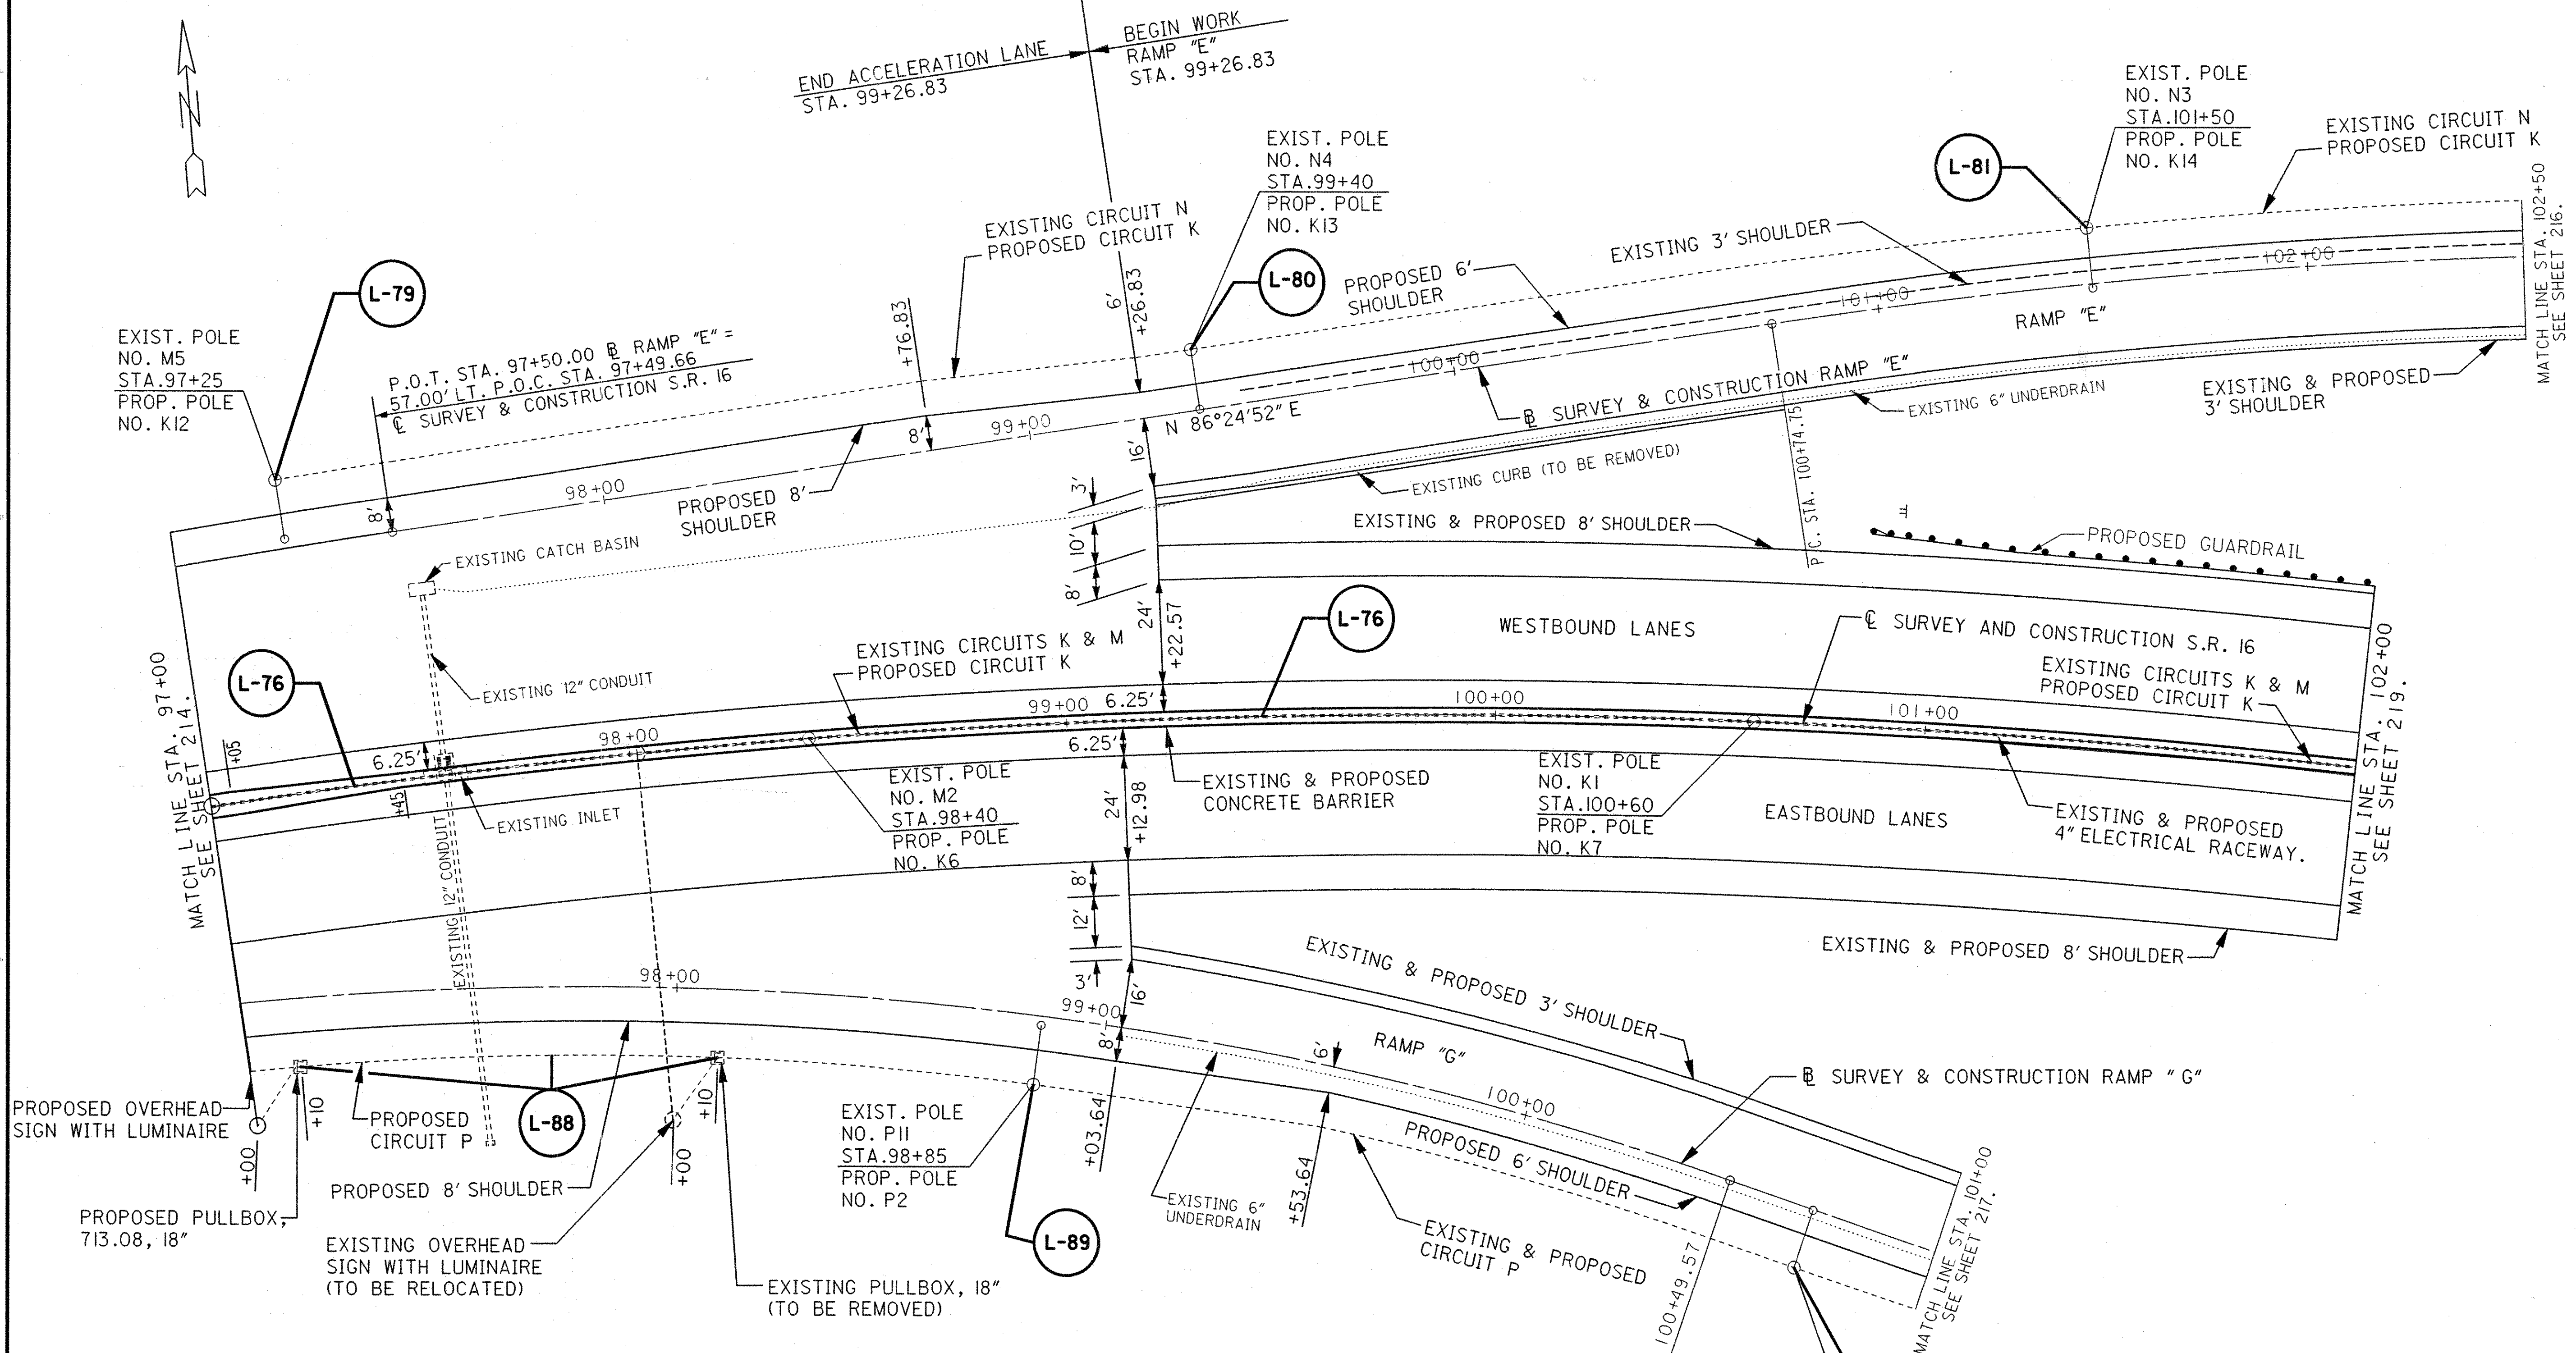 N
END ACCELERATION LANE
STA. 99+26.83
BEGIN WORK
RAMP "E"
STA. 99+26.83
EXIST. POLE
NO. N3
STA.101+50
PROP. POLE
NO. K14
L-81
EXISTING CIRCUIT N
PROPOSED CIRCUIT K
MATCH LINE STA. 102+50
SEE SHEET 216.
EXIST. POLE
NO. N4
STA.99+40
PROP. POLE
NO. K13
L-80
EXISTING CIRCUIT N
PROPOSED CIRCUIT K
6'
+26.83
+76.83
EXISTING 3' SHOULDER
PROPOSED 6'
SHOULDER
102+00
101+00
100+00
RAMP "E"
L-79
EXIST. POLE
NO. M5
STA.97+25
PROP. POLE
NO. K12
P.O.T. STA. 97+50.00 B RAMP "E" =
57.00' LT. P.O.C. STA. 97+49.66
℄ SURVEY & CONSTRUCTION S.R. 16
8'
99+00
N 86°24'52" E
B SURVEY & CONSTRUCTION RAMP "E"
EXISTING 6" UNDERDRAIN
EXISTING & PROPOSED
3' SHOULDER
98+00
8'
PROPOSED 8'
SHOULDER
16'
3'
10'
8'
24'
+22.57
EXISTING CURB (TO BE REMOVED)
P.C. STA. 100+74.75
EXISTING & PROPOSED 8' SHOULDER
PROPOSED GUARDRAIL
EXISTING CATCH BASIN
EXISTING 12" CONDUIT
L-76
L-76
WESTBOUND LANES
℄ SURVEY AND CONSTRUCTION S.R. 16
EXISTING CIRCUITS K & M
PROPOSED CIRCUIT K
EXISTING CIRCUITS K & M
PROPOSED CIRCUIT K
MATCH LINE STA. 97+00
SEE SHEET 214.
MATCH LINE STA. 102+00
SEE SHEET 219.
+05
6.25'
98+00
99+00
6.25'
100+00
101+00
6.25'
+45
EXISTING INLET
EXIST. POLE
NO. M2
STA.98+40
PROP. POLE
NO. K6
EXISTING & PROPOSED
CONCRETE BARRIER
EXIST. POLE
NO. K1
STA.100+60
PROP. POLE
NO. K7
EASTBOUND LANES
EXISTING & PROPOSED
4" ELECTRICAL RACEWAY.
24'
+12.98
8'
12'
3'
16'
8'
EXISTING 12" CONDUIT
98+00
99+00
EXISTING & PROPOSED 3' SHOULDER
EXISTING & PROPOSED 8' SHOULDER
RAMP "G"
6'
B SURVEY & CONSTRUCTION RAMP "G"
100+00
PROPOSED 6' SHOULDER
PROPOSED OVERHEAD
SIGN WITH LUMINAIRE
+00
+10
PROPOSED
CIRCUIT P
L-88
+10
+00
PROPOSED 8' SHOULDER
PROPOSED PULLBOX,
713.08, 18"
EXISTING OVERHEAD
SIGN WITH LUMINAIRE
(TO BE RELOCATED)
EXISTING PULLBOX, 18"
(TO BE REMOVED)
EXIST. POLE
NO. P11
STA.98+85
PROP. POLE
NO. P2
L-89
+03.64
EXISTING 6"
UNDERDRAIN
+53.64
EXISTING & PROPOSED
CIRCUIT P
100+49.57
MATCH LINE STA. 101+00
SEE SHEET 217.